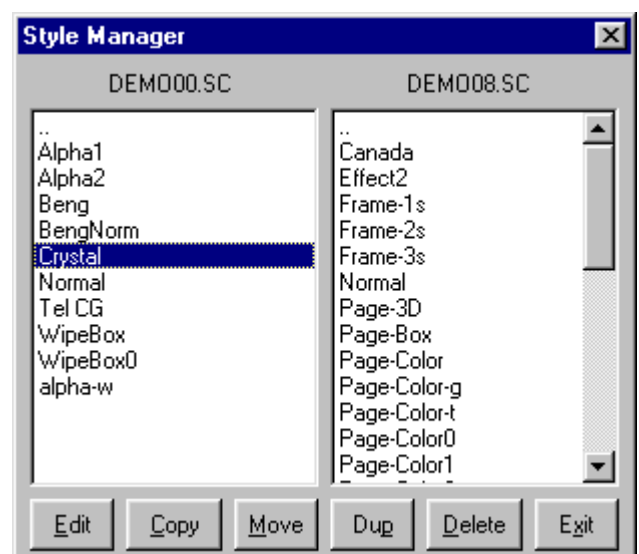 Style Manager
DEMO00.SC
DEMO08.SC
..
Alpha1
Alpha2
Beng
BengNorm
Crystal
Normal
Tel CG
WipeBox
WipeBox0
alpha-w
..
Canada
Effect2
Frame-1s
Frame-2s
Frame-3s
Normal
Page-3D
Page-Box
Page-Color
Page-Color-g
Page-Color-t
Page-Color0
Page-Color1
Edit
Copy
Move
Dup
Delete
Exit